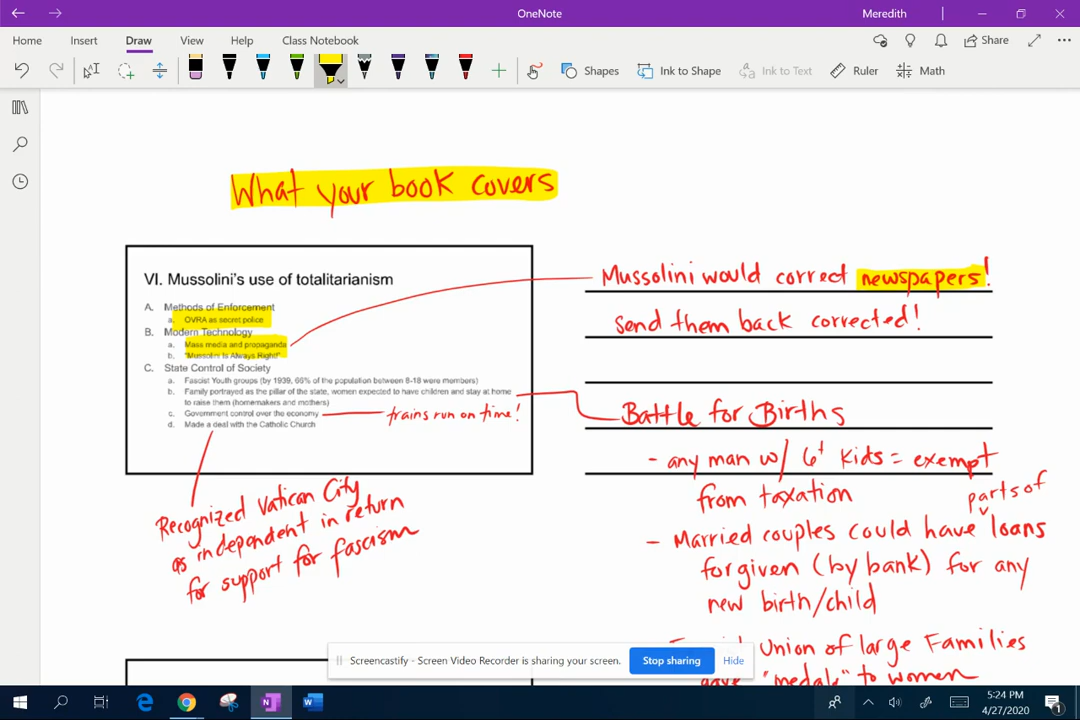 OneNote
Meredith
Home
Insert
Draw
View
Help
Class Notebook
Share
Shapes
Ink to Shape
Ink to Text
Ruler
Math
What your book covers
VI. Mussolini's use of totalitarianism
A. Methods of Enforcement
a. OVRA as secret police
B. Modern Technology
a. Mass media and propaganda
b. "Mussolini Is Always Right!"
C. State Control of Society
a. Fascist Youth groups (by 1939, 66% of the population between 8-18 were members)
b. Family portrayed as the pillar of the state, women expected to have children and stay at home
to raise them (homemakers and mothers)
c. Government control over the economy
trains run on time!
d. Made a deal with the Catholic Church
Recognized Vatican City
as independent in return
for support for fascism
Mussolini would correct newspapers!
Send them back corrected!
Battle for Births
- any man w/ 6+ kids = exempt
from taxation
parts of
- Married couples could have loans
forgiven (by bank) for any
new birth/child
Union of large Families
gave "medals" to women
Screencastify - Screen Video Recorder is sharing your screen.
Stop sharing
Hide
5:24 PM
4/27/2020
1